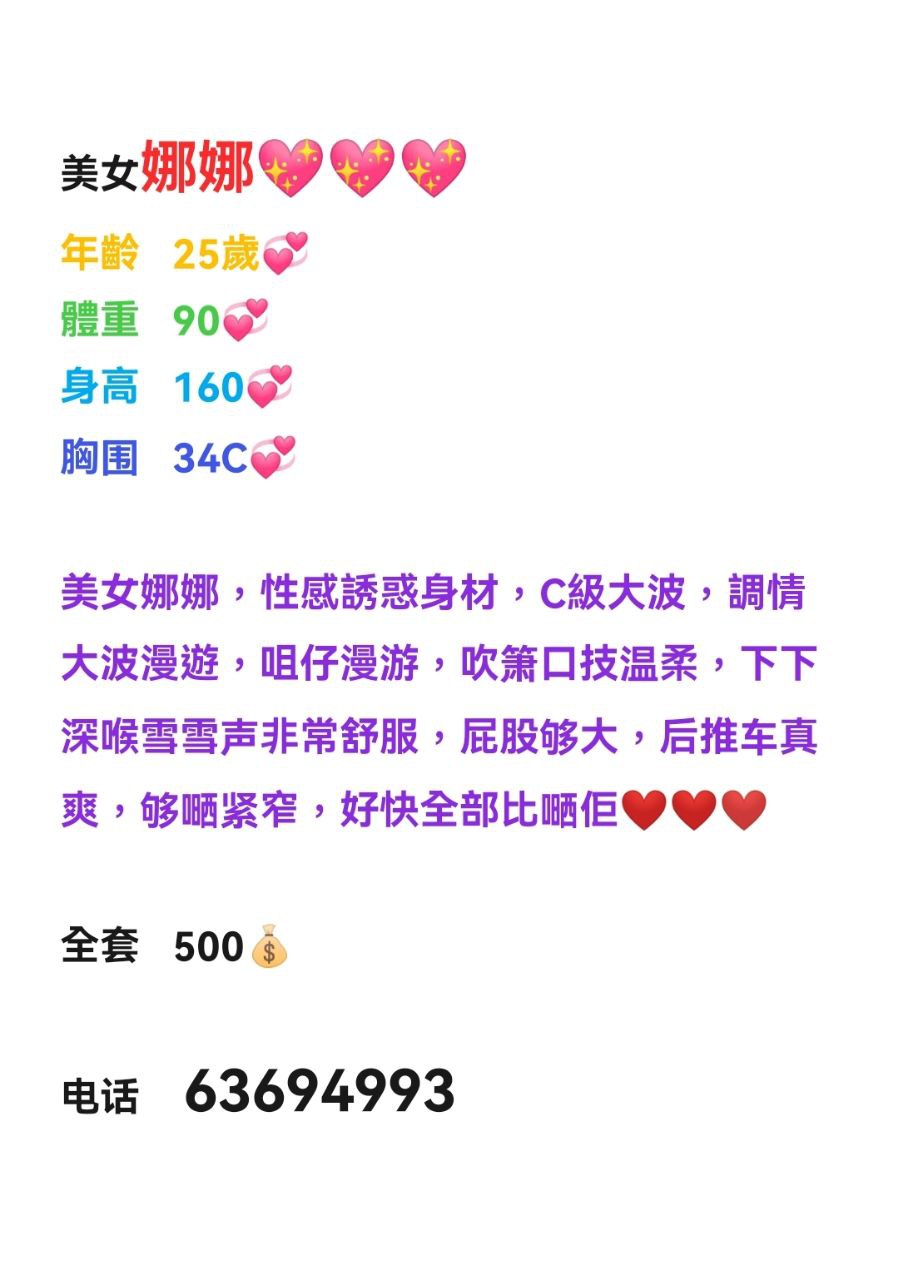 美女娜娜💖💖💖
年齡 25歲💞
體重 90💞
身高 160💞
胸围 34C💞
美女娜娜，性感誘惑身材，C級大波，調情
大波漫遊，咀仔漫游，吹箫口技温柔，下下
深喉雪雪声非常舒服，屁股够大，后推车真
爽，够嗮紧窄，好快全部比嗮佢❤️❤️❤️
全套 500💰
电话 63694993